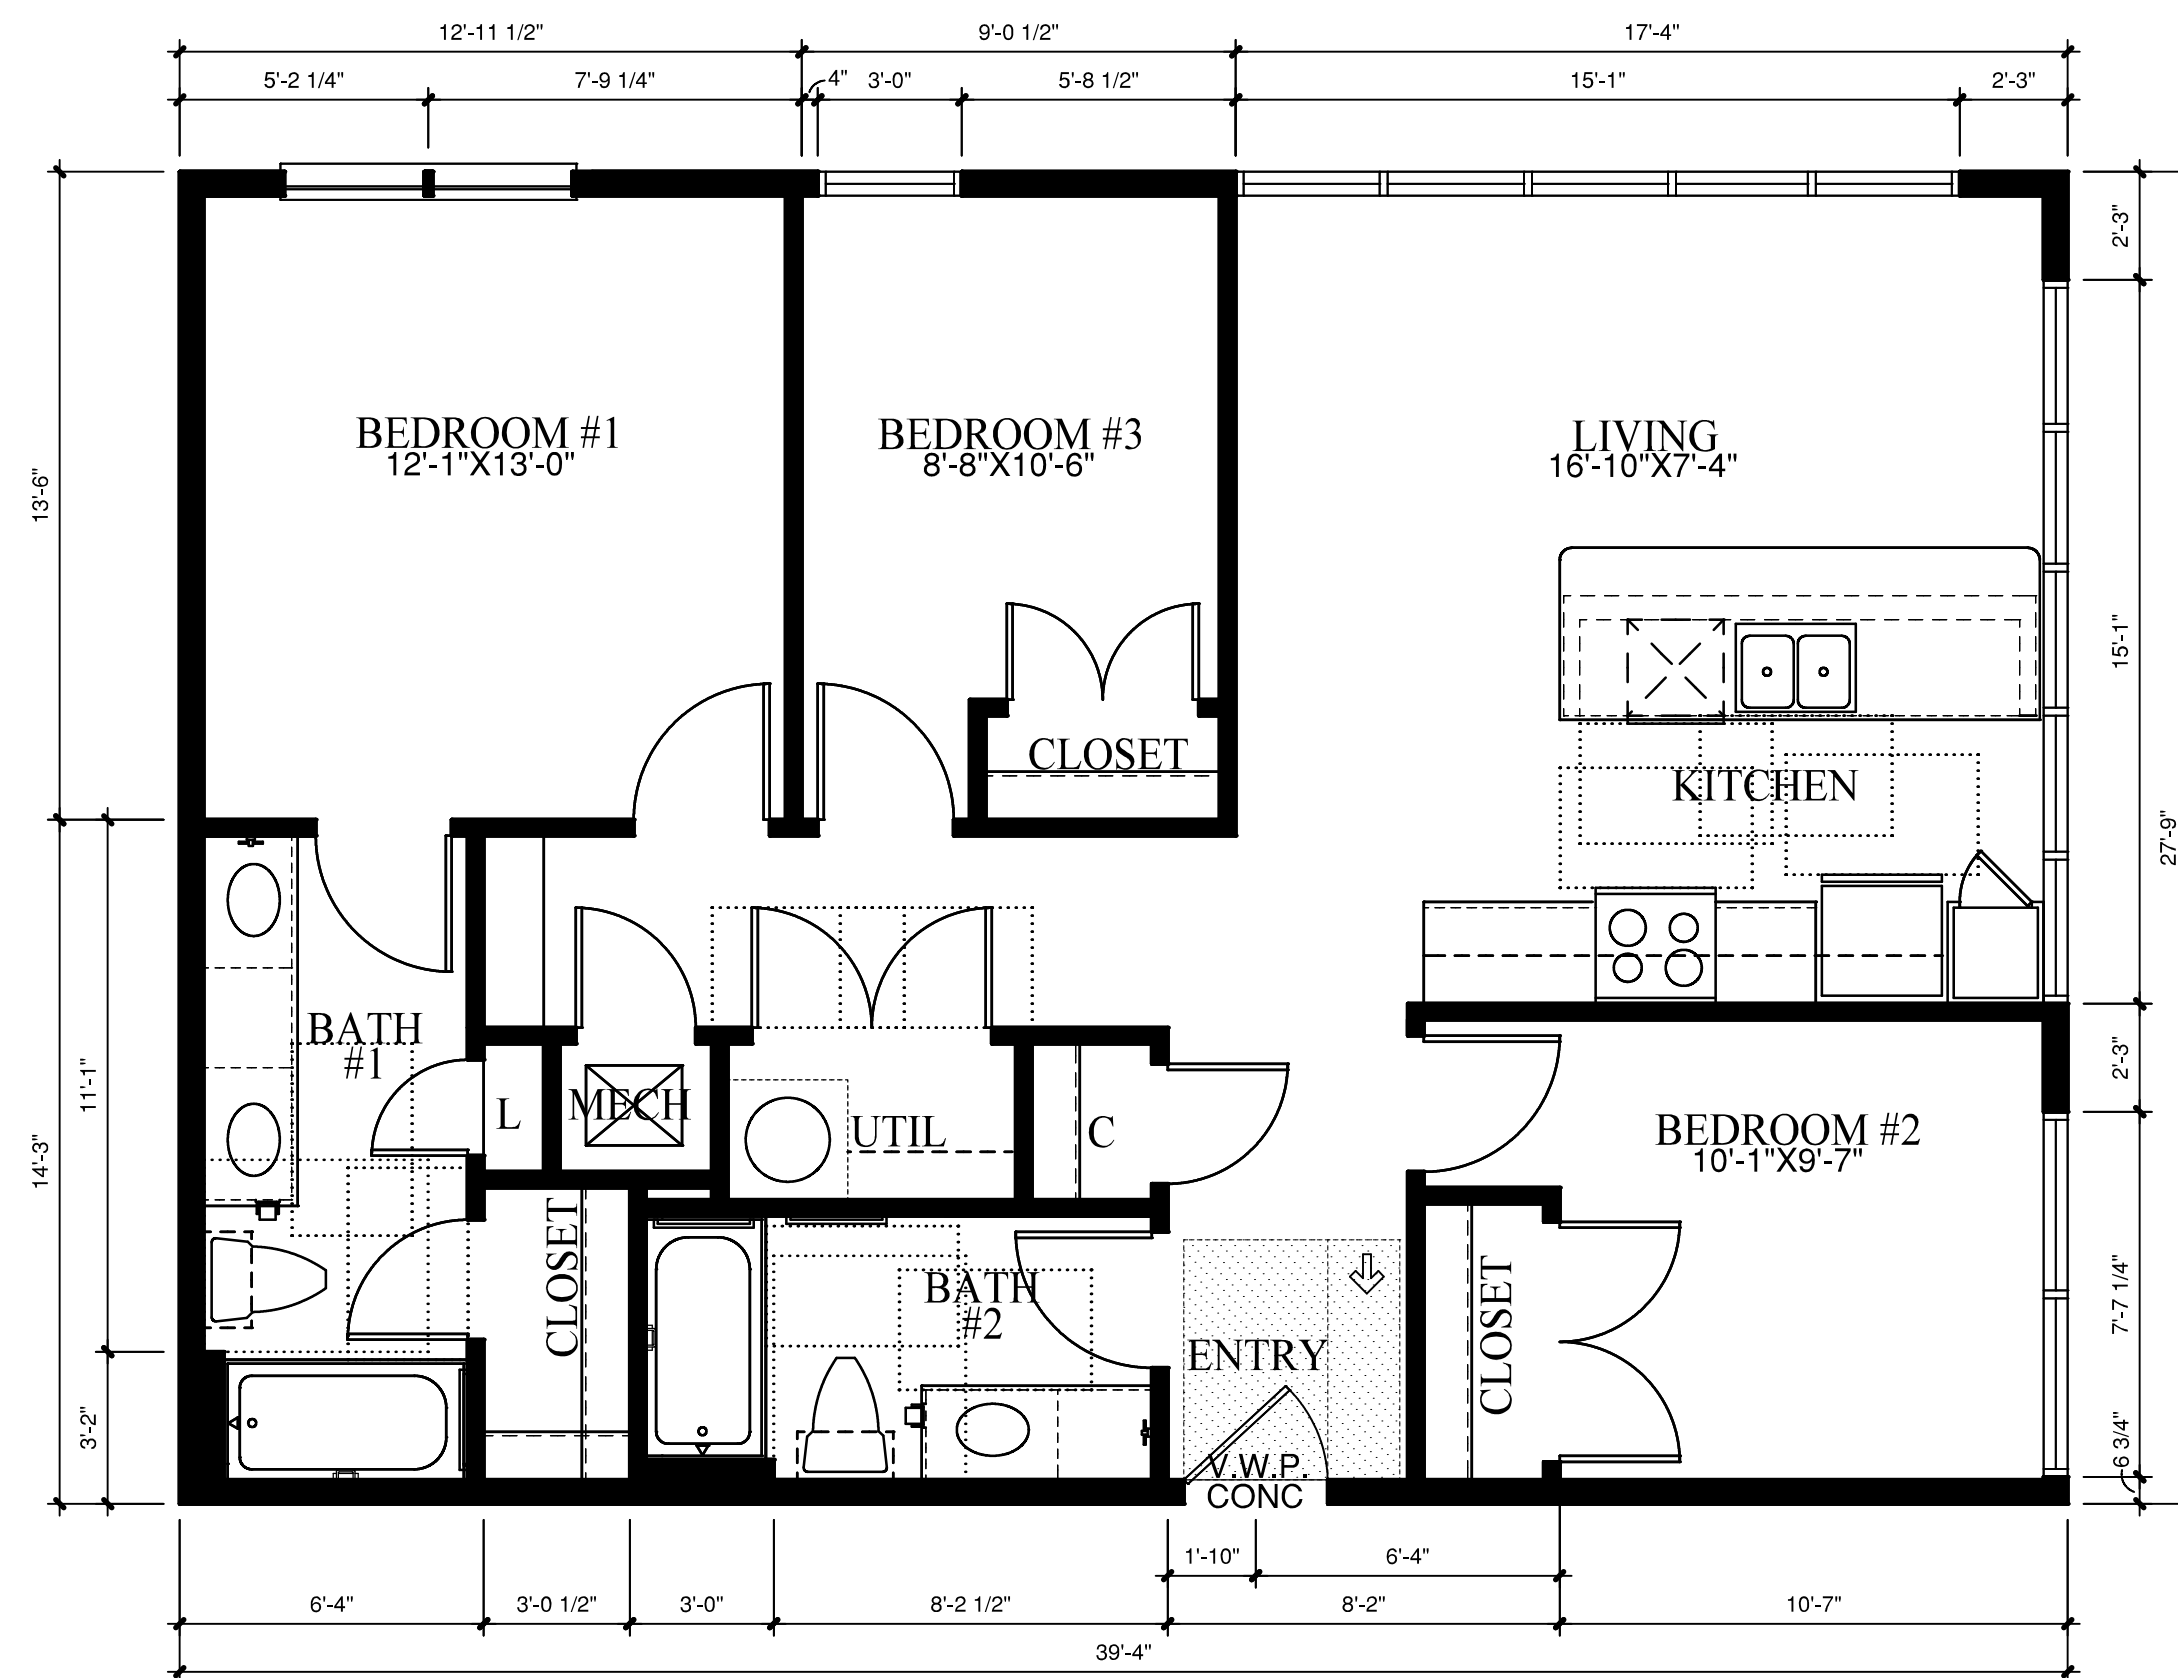 12'-11 1/2"
9'-0 1/2"
17'-4"
5'-2 1/4"
7'-9 1/4"
4"
3'-0"
5'-8 1/2"
15'-1"
2'-3"
2'-3"
BEDROOM #1
12'-1"X13'-0"
BEDROOM #3
8'-8"X10'-6"
LIVING
16'-10"X7'-4"
13'-6"
15'-1"
CLOSET
KITCHEN
27'-9"
BATH
#1
11'-1"
14'-3"
L
MECH
UTIL
C
2'-3"
BEDROOM #2
10'-1"X9'-7"
CLOSET
BATH
#2
ENTRY
CLOSET
7'-7 1/4"
3'-2"
6 3/4"
V.W.P.
CONC
1'-10"
6'-4"
6'-4"
3'-0 1/2"
3'-0"
8'-2 1/2"
8'-2"
10'-7"
39'-4"